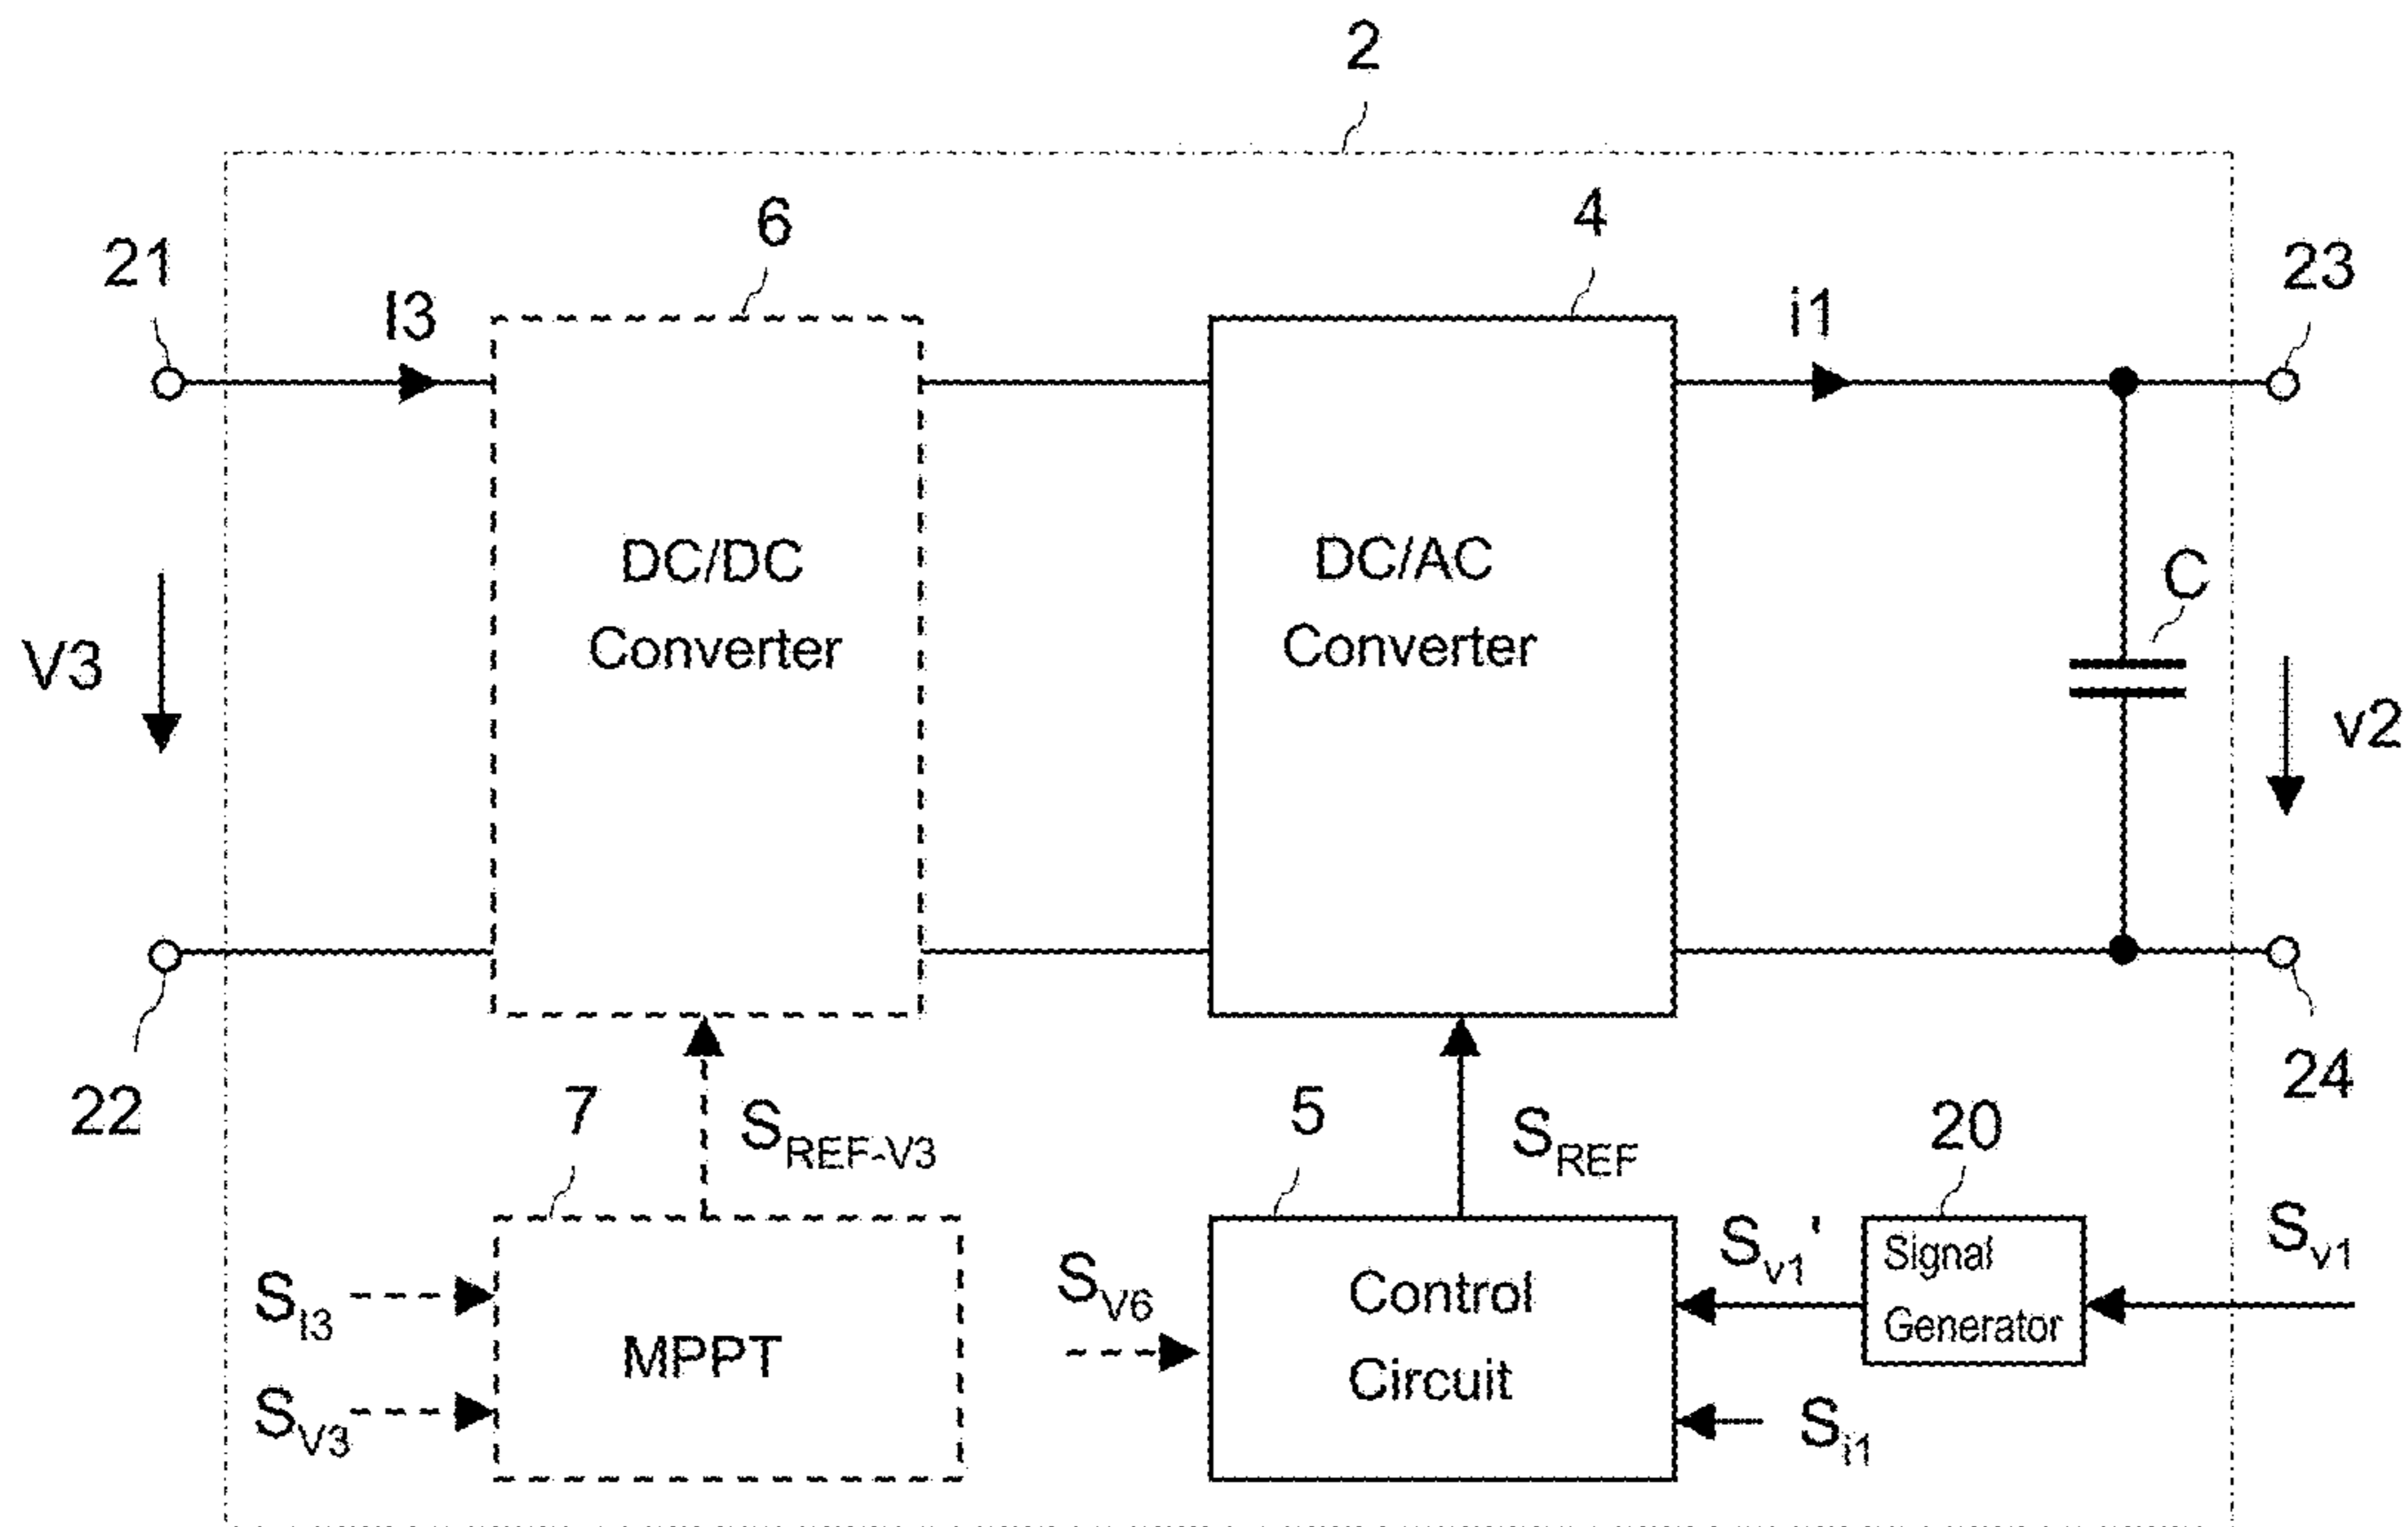 2
6
4
21
23
I3
i1
DC/DC
Converter
DC/AC
Converter
C
V3
v2
22
24
7
S_REF-V3
5
S_REF
20
S_I3
S_V3
MPPT
S_V6
Control
Circuit
S_v1'
S_i1
Signal
Generator
S_v1